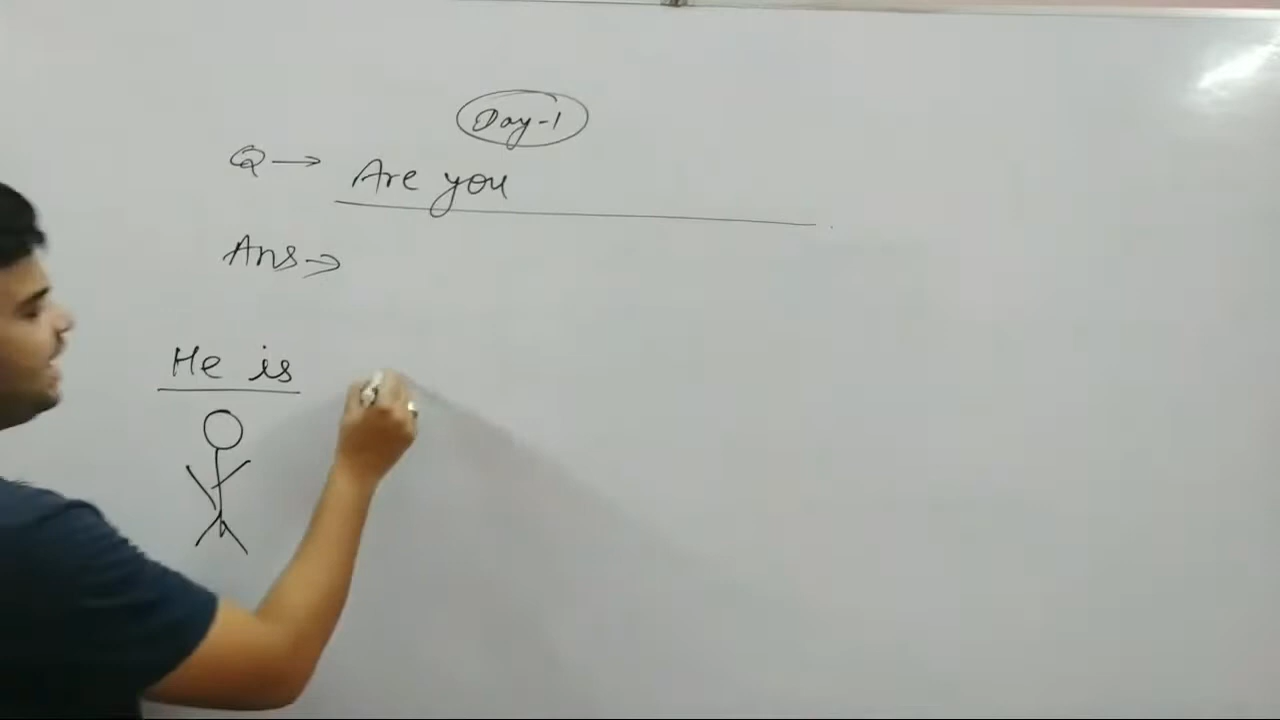 Day-1
Q → Are you
Ans →
He is